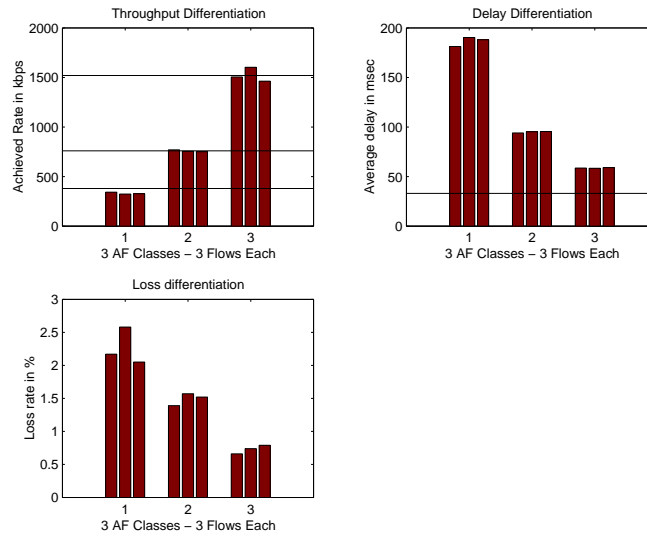 Throughput Differentiation
2000
1500
1000
500
0
Achieved Rate in kbps
1 2 3
3 AF Classes – 3 Flows Each
Delay Differentiation
200
150
100
50
0
Average delay in msec
1 2 3
3 AF Classes – 3 Flows Each
Loss differentiation
3
2.5
2
1.5
1
0.5
0
Loss rate in %
1 2 3
3 AF Classes – 3 Flows Each